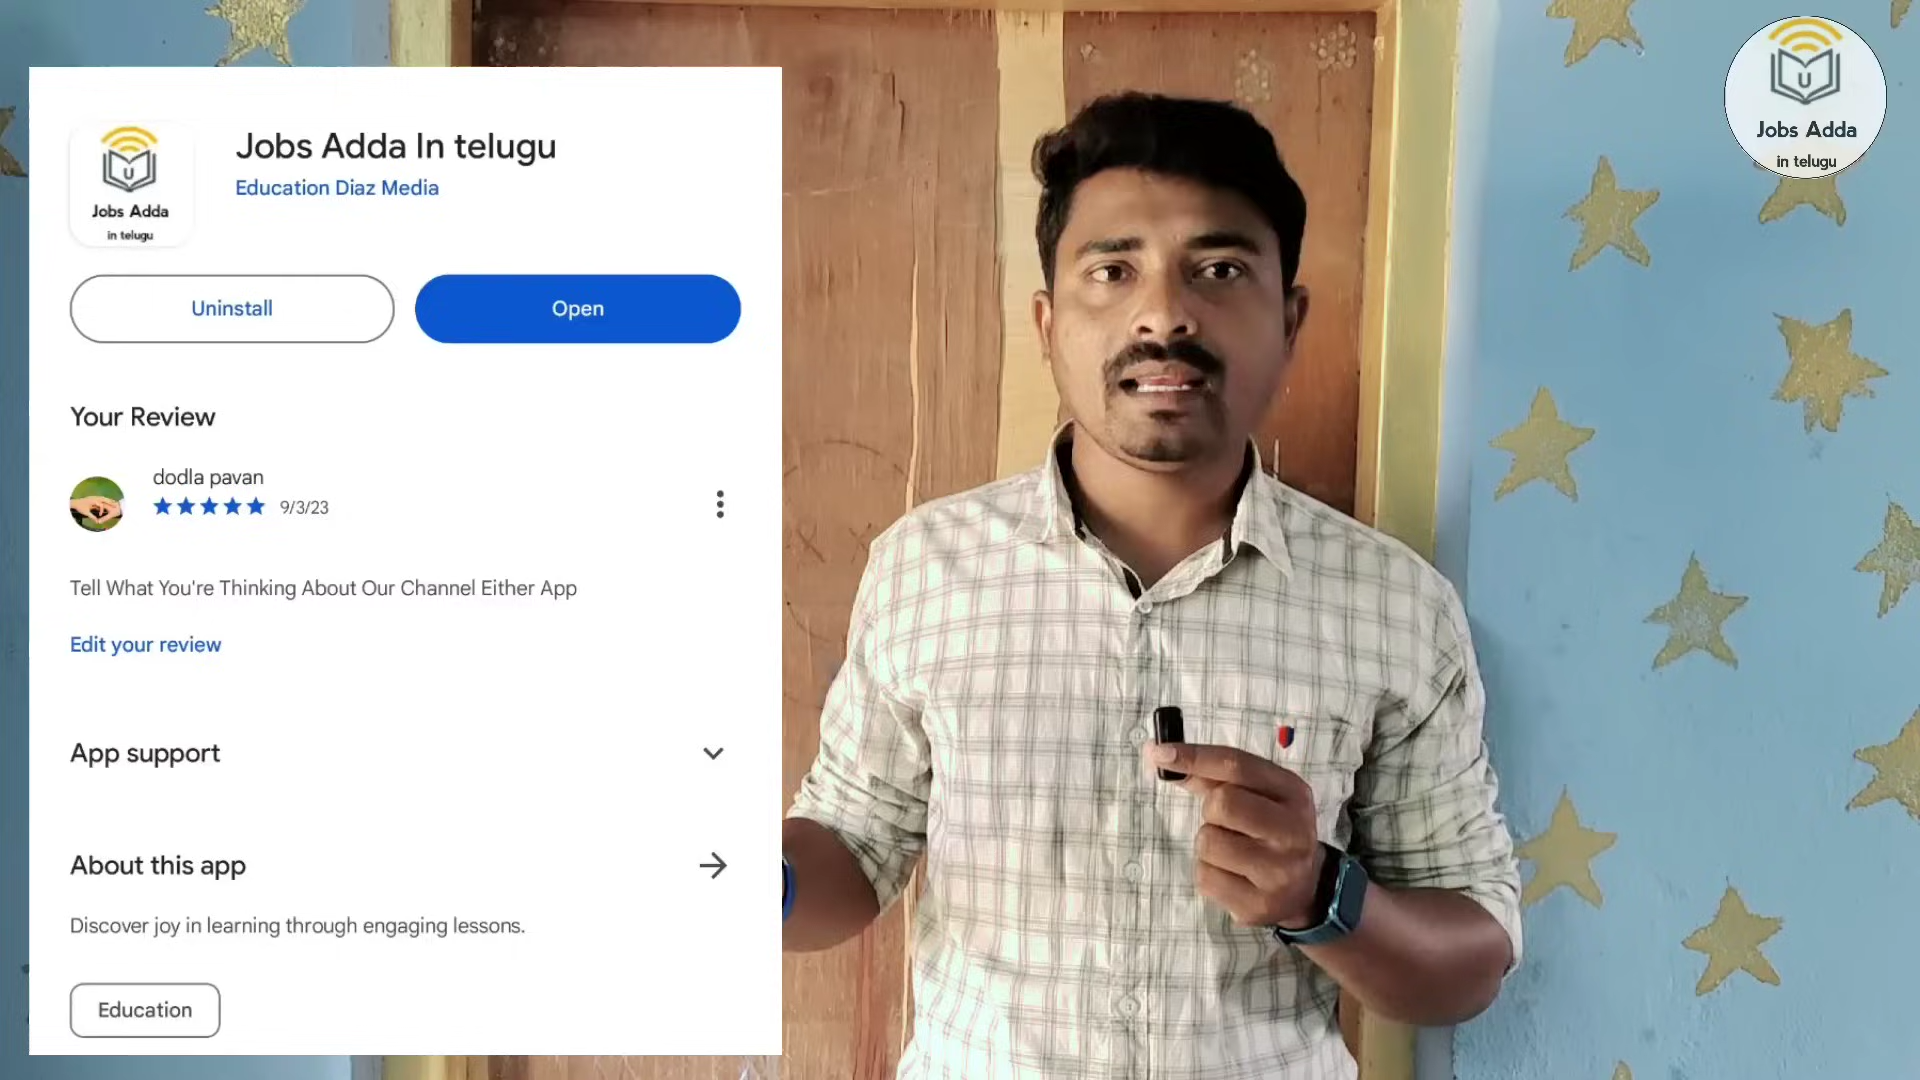 Jobs Adda
in telugu
Jobs Adda In telugu
Education Diaz Media
Uninstall
Open
Your Review
dodla pavan
9/3/23
Tell What You're Thinking About Our Channel Either App
Edit your review
App support
About this app
Discover joy in learning through engaging lessons.
Education
U
Jobs Adda
in telugu